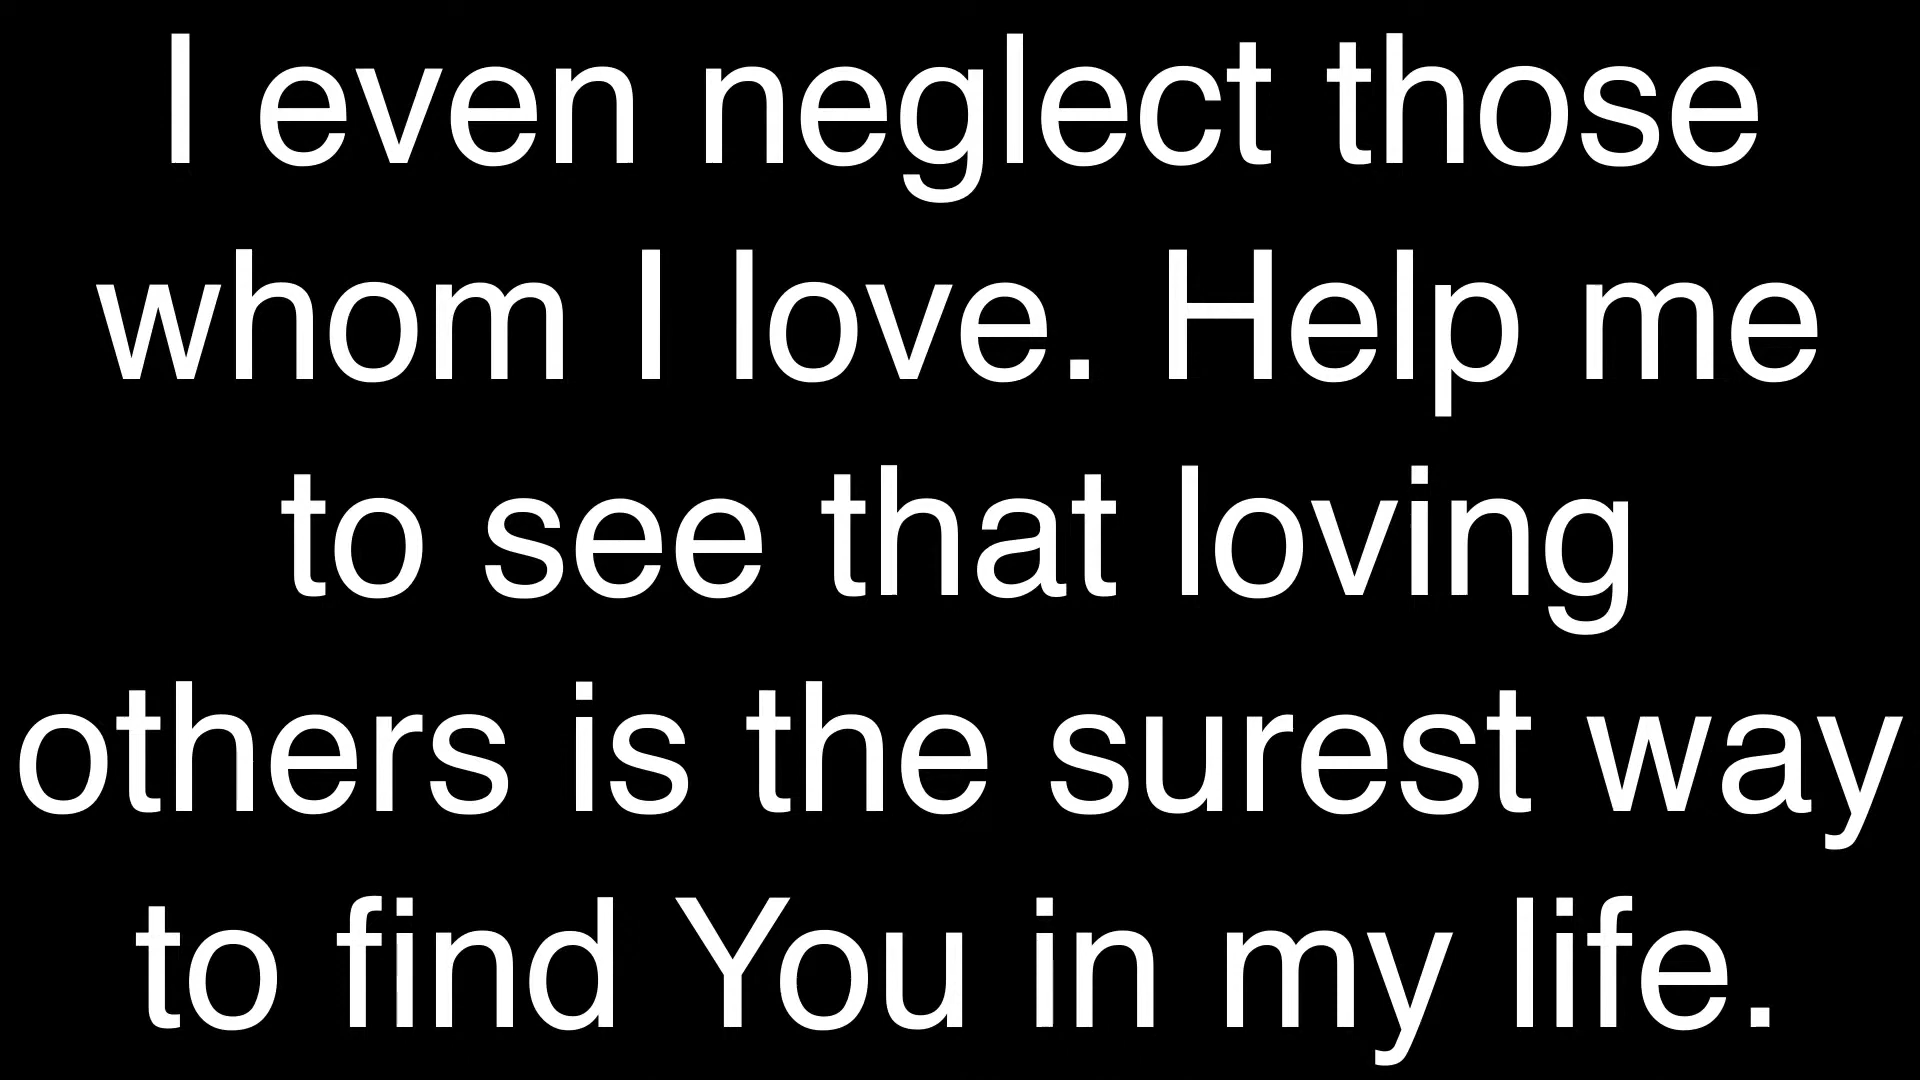 I even neglect those
whom I love. Help me
to see that loving
others is the surest way
to find You in my life.